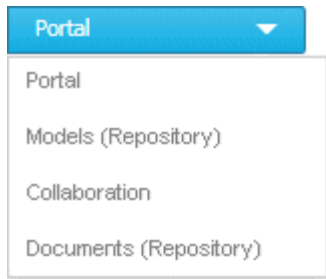 Portal
Portal
Models (Repository)
Collaboration
Documents (Repository)